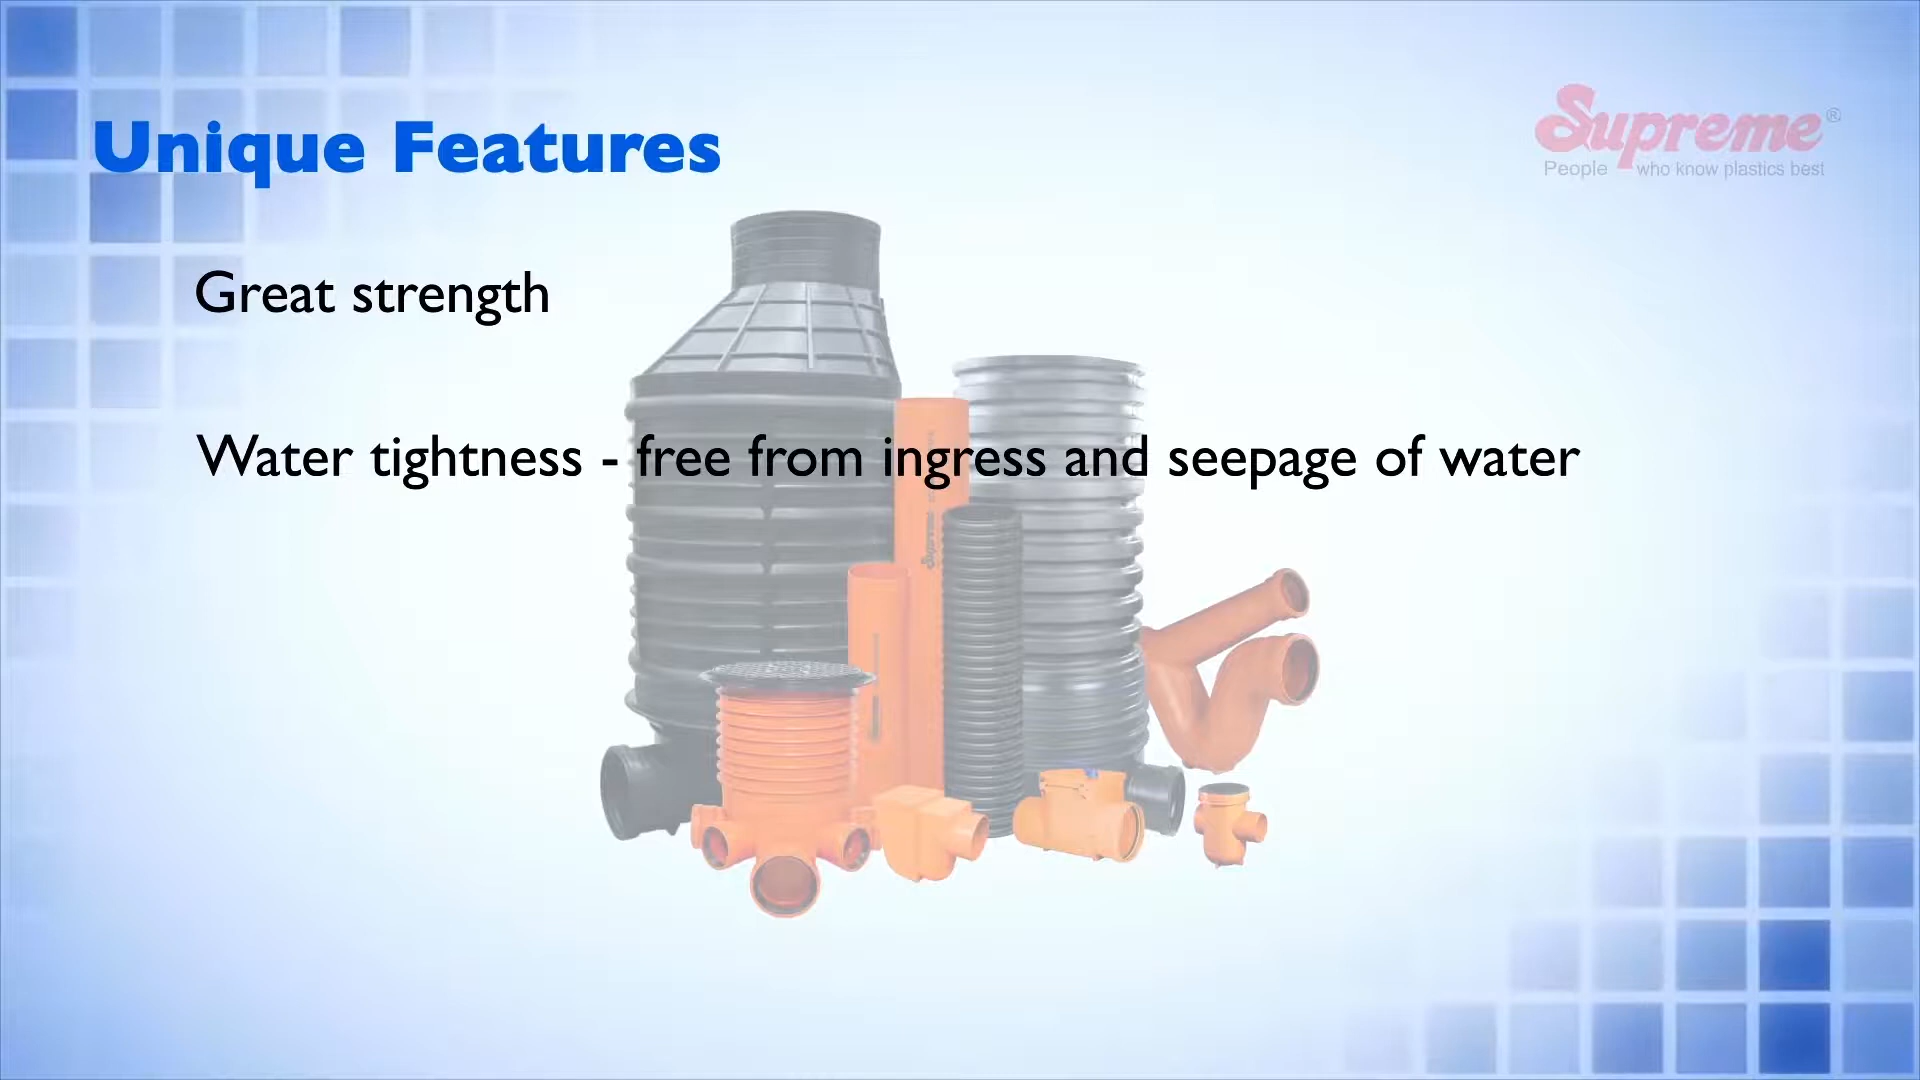 Unique Features
Supreme®
People who know plastics best
Great strength
Water tightness - free from ingress and seepage of water
Supreme